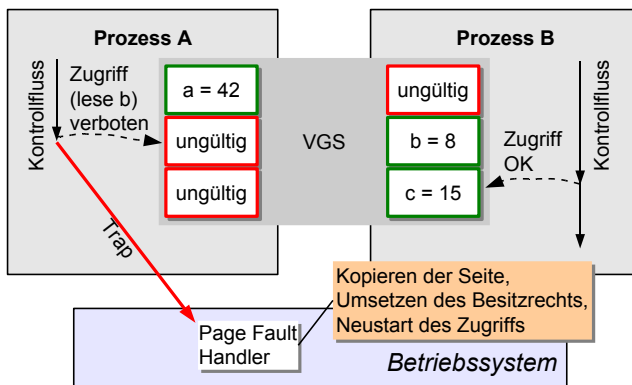 Prozess A
Kontrollfluss
Zugriff
(lese b)
verboten
a = 42
ungültig
ungültig
VGS
Prozess B
ungültig
b = 8
c = 15
Zugriff
OK
Kontrollfluss
Trap
Kopieren der Seite,
Umsetzen des Besitzrechts,
Neustart des Zugriffs
Page Fault
Handler
Betriebssystem